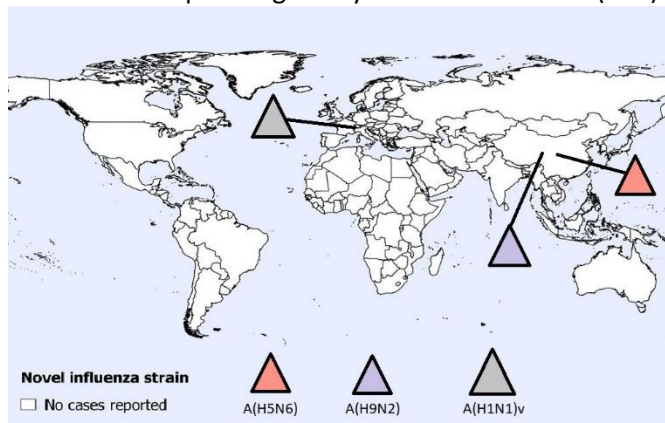 Novel influenza strain
No cases reported
A(H5N6)
A(H9N2)
A(H1N1)v